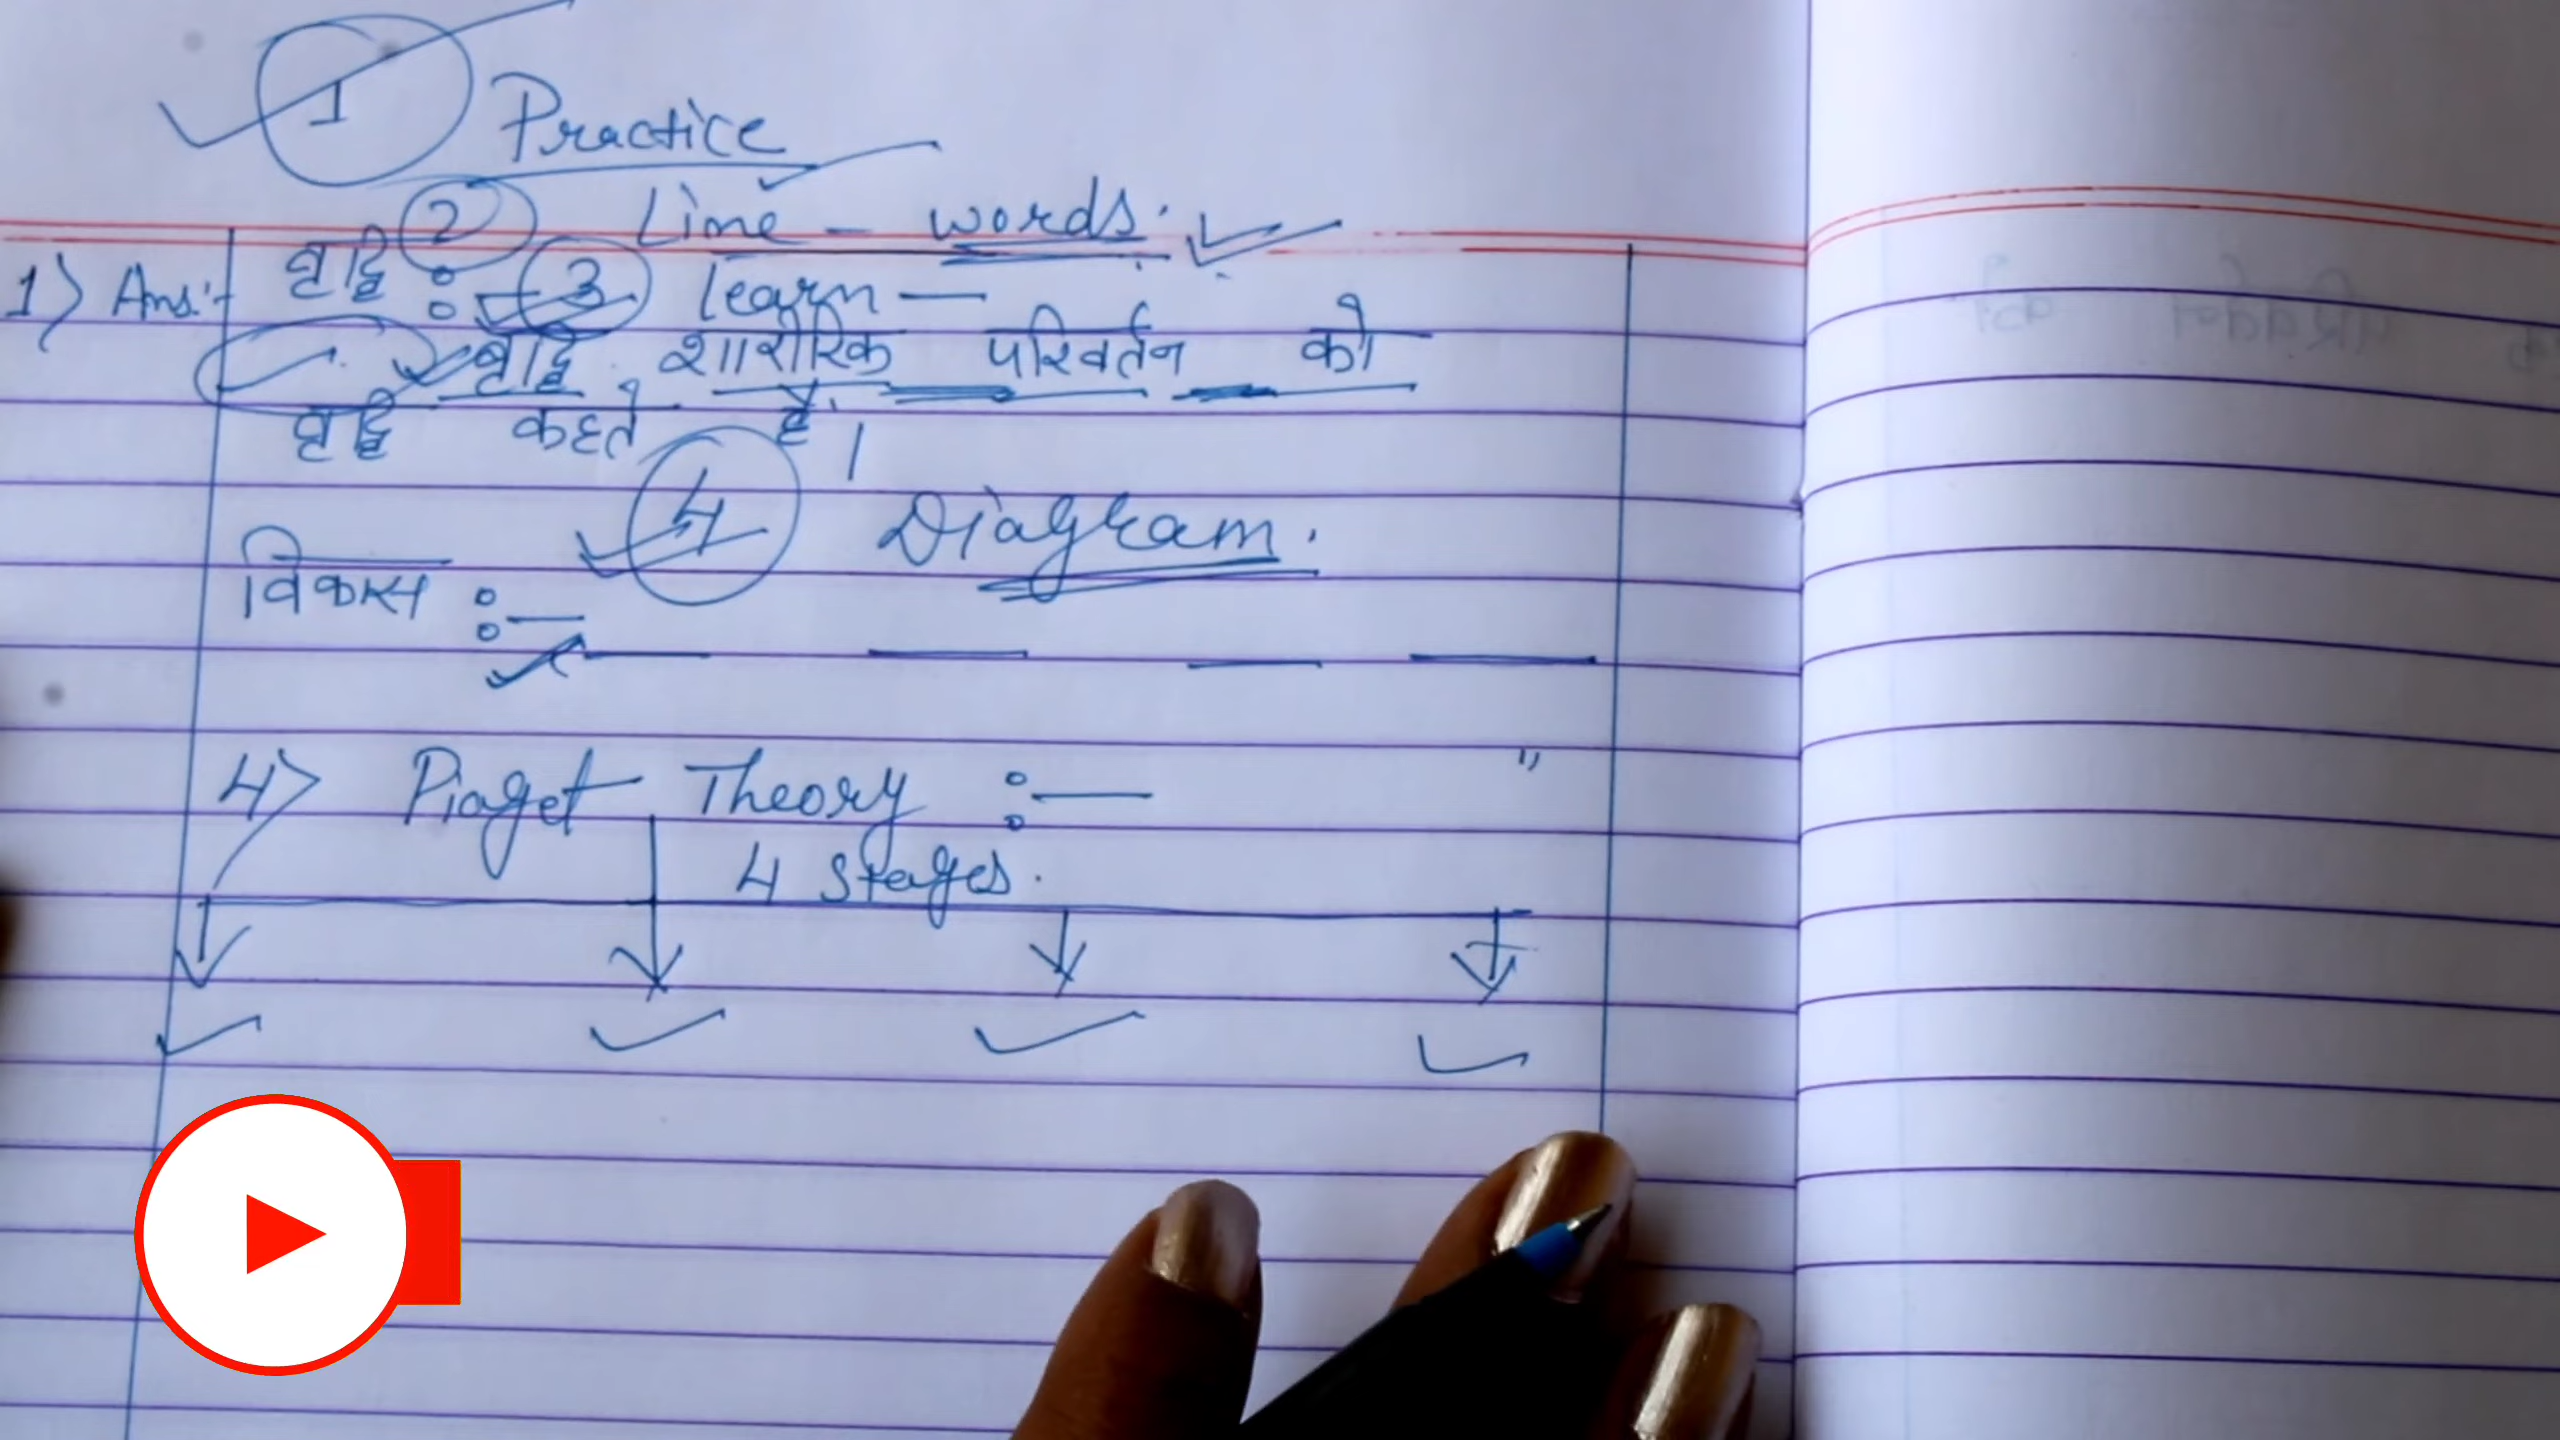 1 Practice
2 Line - words.
1) Ans:- वृद्धि :- 3 learn —
वृद्धि शारीरिक परिवर्तन को
वृद्धि कहते हैं।
4 Diagram.
विकास :-
4) Piaget Theory :- "
4 stages.